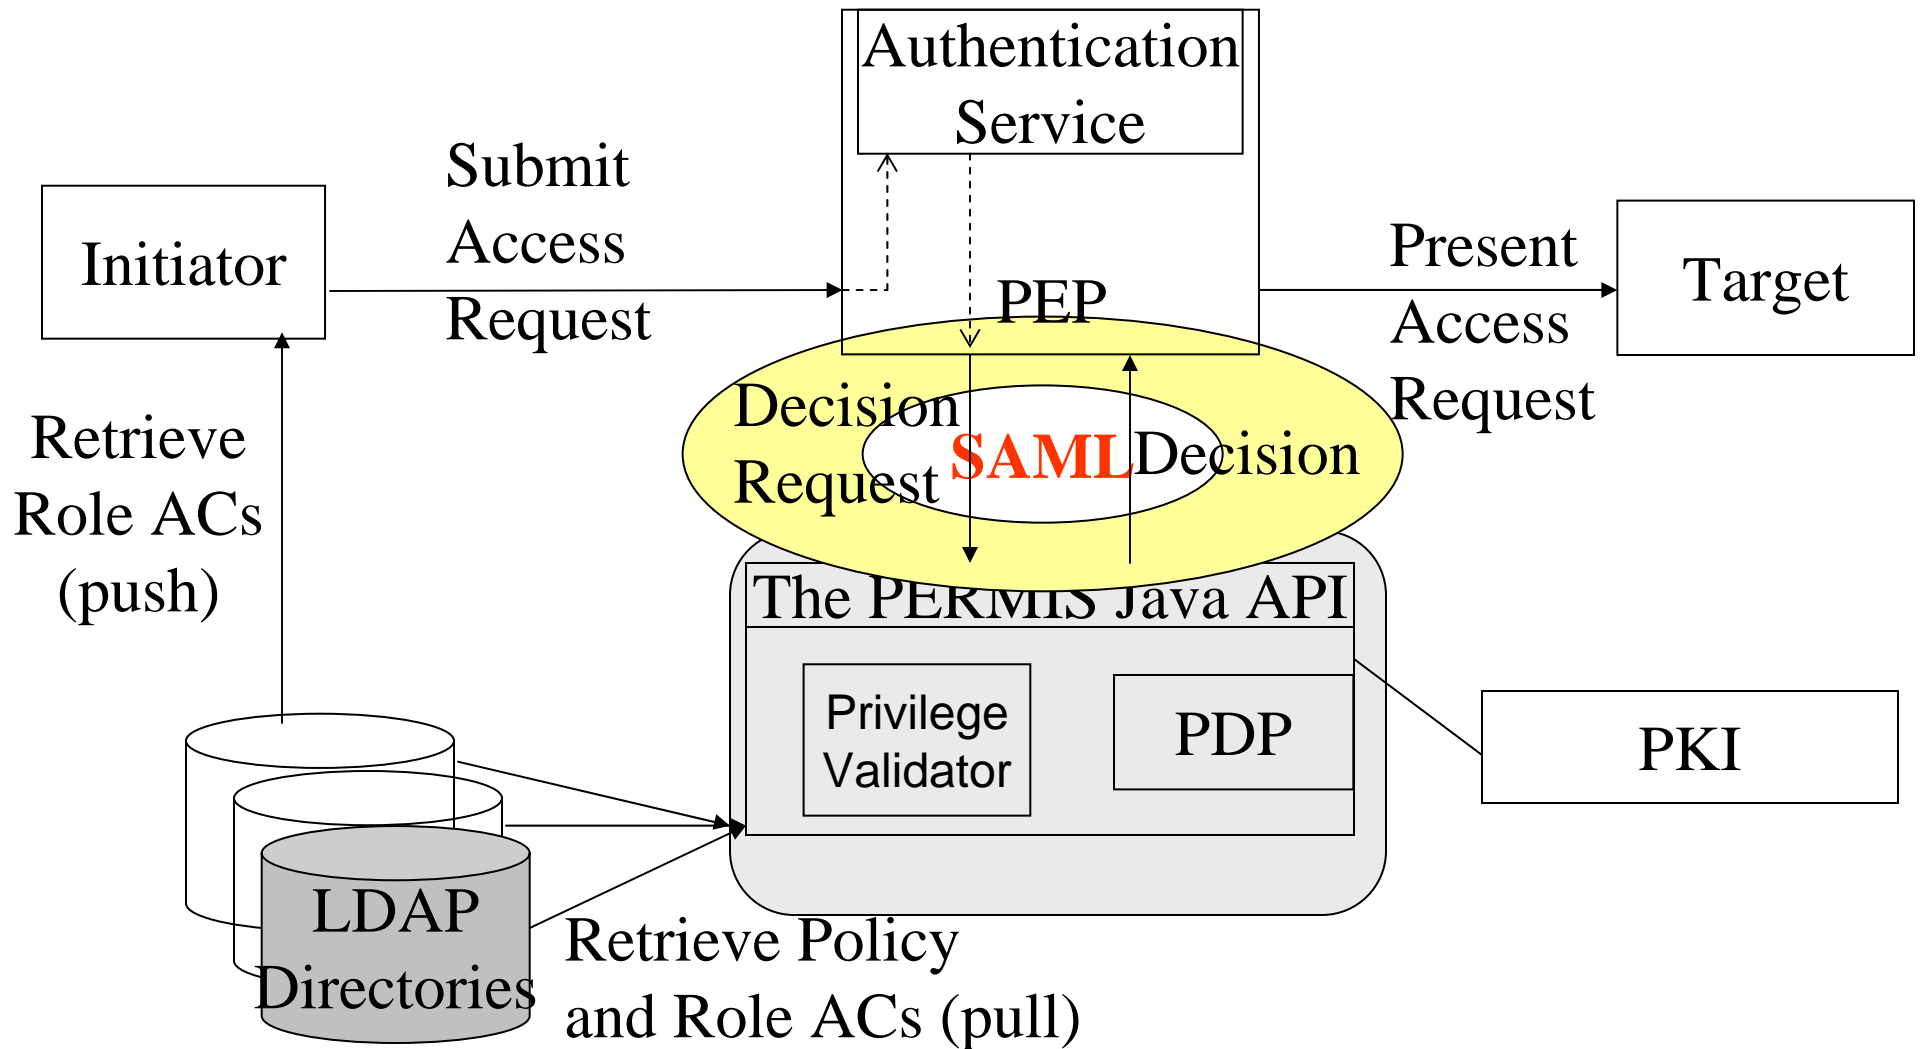 Authentication
Service
Submit
Access
Request
Initiator
PEP
Present
Access
Request
Target
Decision
Request
SAML
Decision
Retrieve
Role ACs
(push)
The PERMIS Java API
Privilege
Validator
PDP
PKI
LDAP
Directories
Retrieve Policy
and Role ACs (pull)